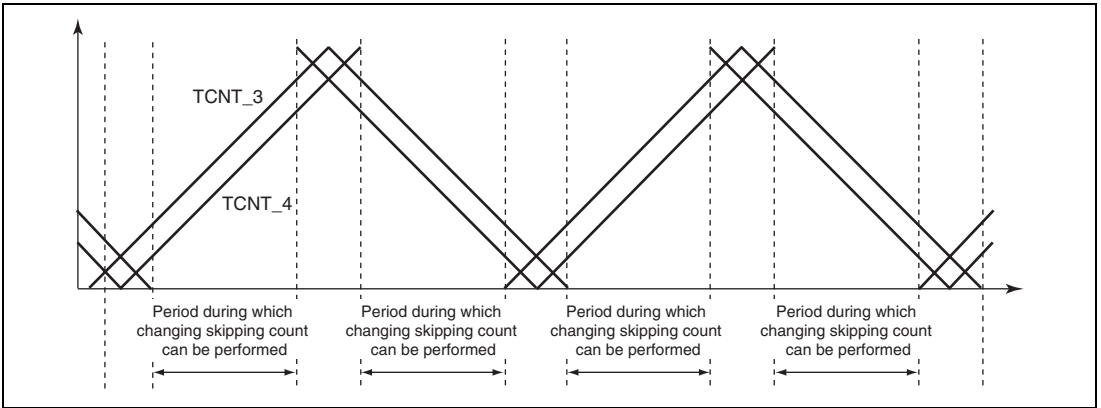 TCNT_3
TCNT_4
Period during which
changing skipping count
can be performed
Period during which
changing skipping count
can be performed
Period during which
changing skipping count
can be performed
Period during which
changing skipping count
can be performed